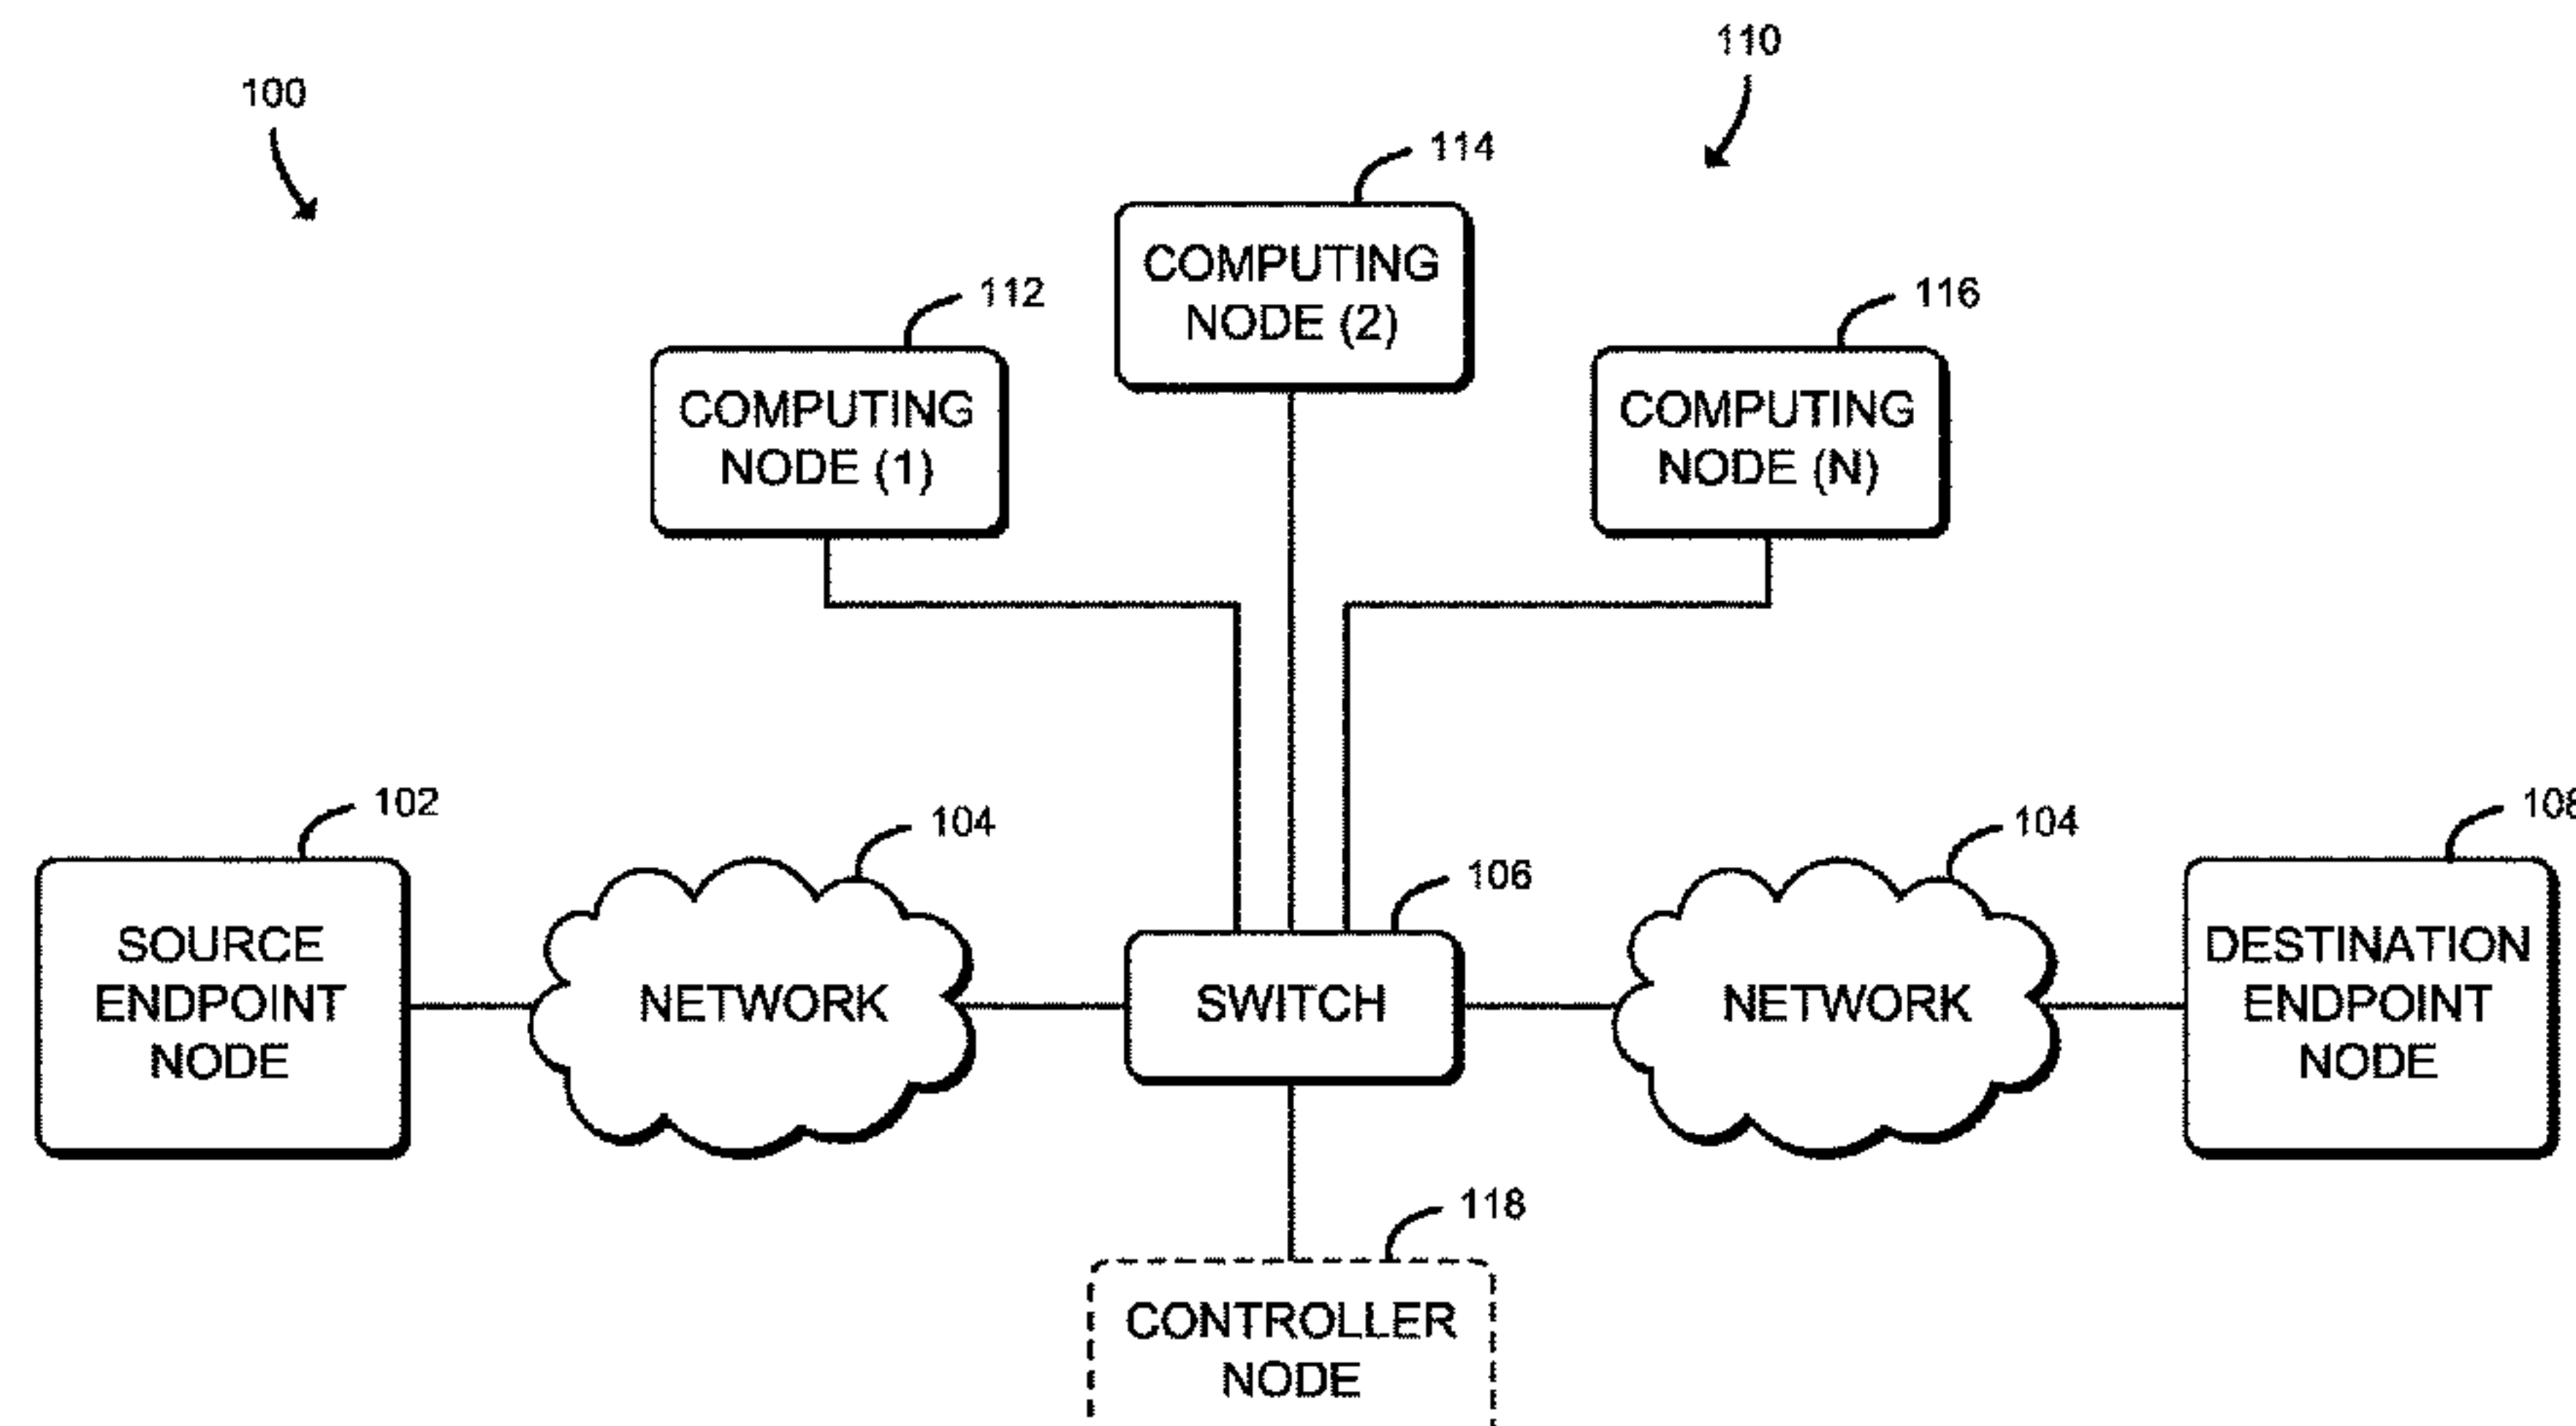 100
110
114
COMPUTING
NODE (2)
112
COMPUTING
NODE (1)
116
COMPUTING
NODE (N)
102
SOURCE
ENDPOINT
NODE
104
NETWORK
106
SWITCH
104
NETWORK
108
DESTINATION
ENDPOINT
NODE
118
CONTROLLER
NODE